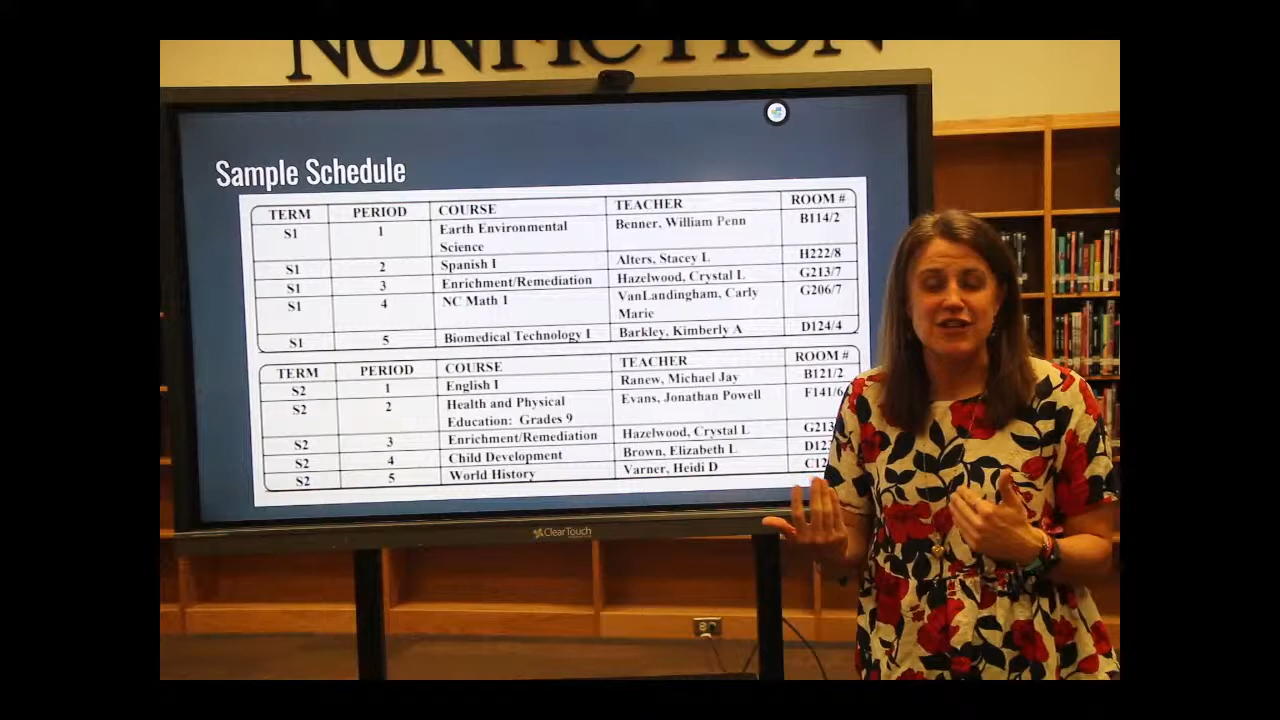 NONFICTION
Sample Schedule
TERM PERIOD COURSE TEACHER ROOM #
S1 1 Earth Environmental Science Benner, William Penn B114/2
S1 2 Spanish I Alters, Stacey L H222/8
S1 3 Enrichment/Remediation Hazelwood, Crystal L G213/7
S1 4 NC Math 1 VanLandingham, Carly Marie G206/7
S1 5 Biomedical Technology I Barkley, Kimberly A D124/4
TERM PERIOD COURSE TEACHER ROOM #
S2 1 English I Ranew, Michael Jay B121/2
S2 2 Health and Physical Education: Grades 9 Evans, Jonathan Powell F141/6
S2 3 Enrichment/Remediation Hazelwood, Crystal L G213
S2 4 Child Development Brown, Elizabeth L
S2 5 World History Varner, Heidi D
ClearTouch